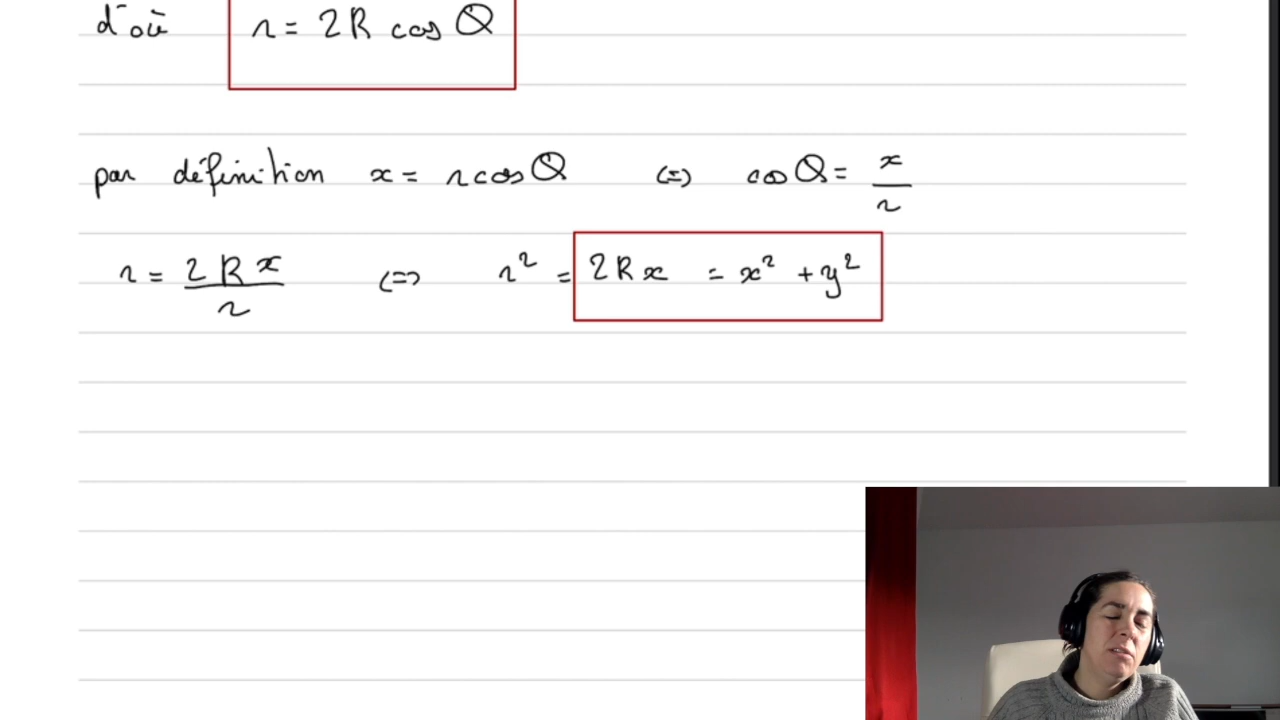 d'où r = 2R cos θ
par définition x = r cos θ (=) cos θ = x/r
r = 2Rx/r (=) r² = 2Rx = x² + y²